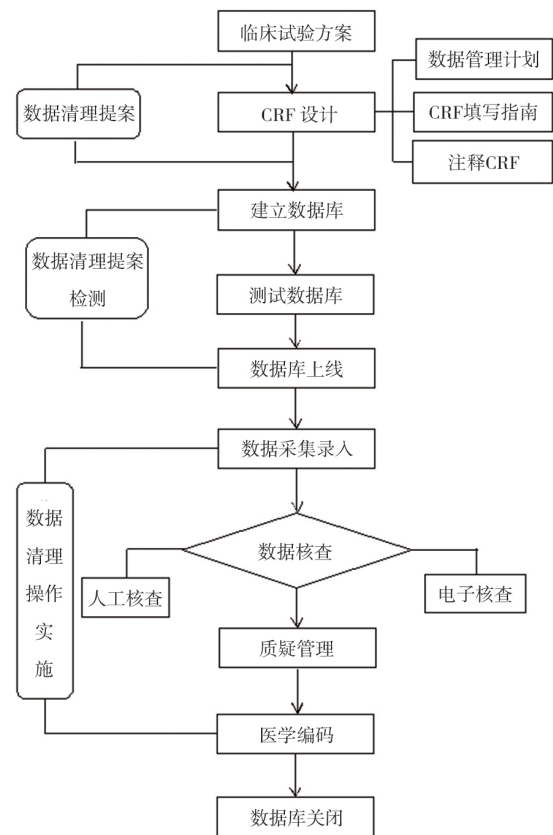 临床试验方案
数据管理计划
数据清理提案
CRF 设计
CRF填写指南
注释CRF
建立数据库
数据清理提案
检测
测试数据库
数据库上线
数据采集录入
数据
清理
操作
实
施
数据核查
人工核查
电子核查
质疑管理
医学编码
数据库关闭